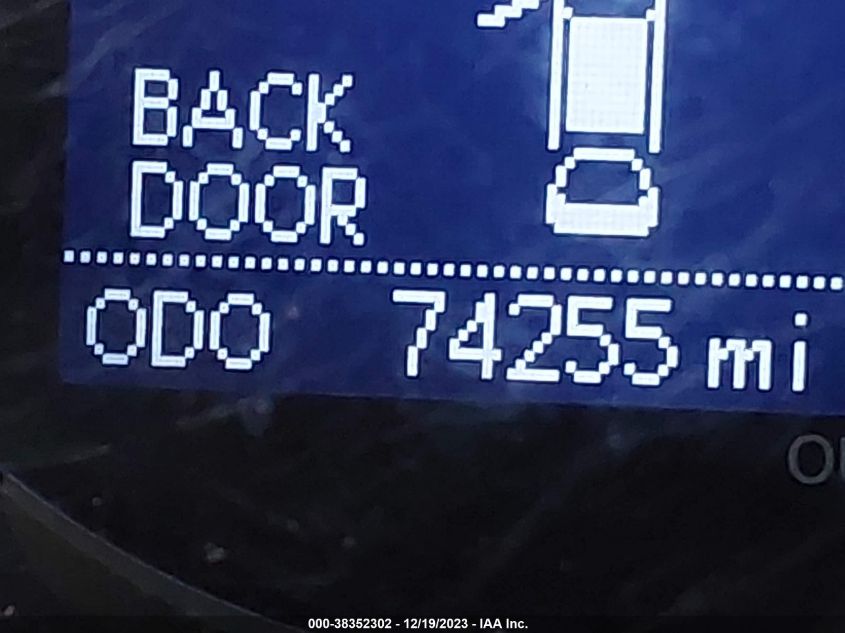 BACK
DOOR
ODO 74255 mi
000-38352302 - 12/19/2023 - IAA Inc.